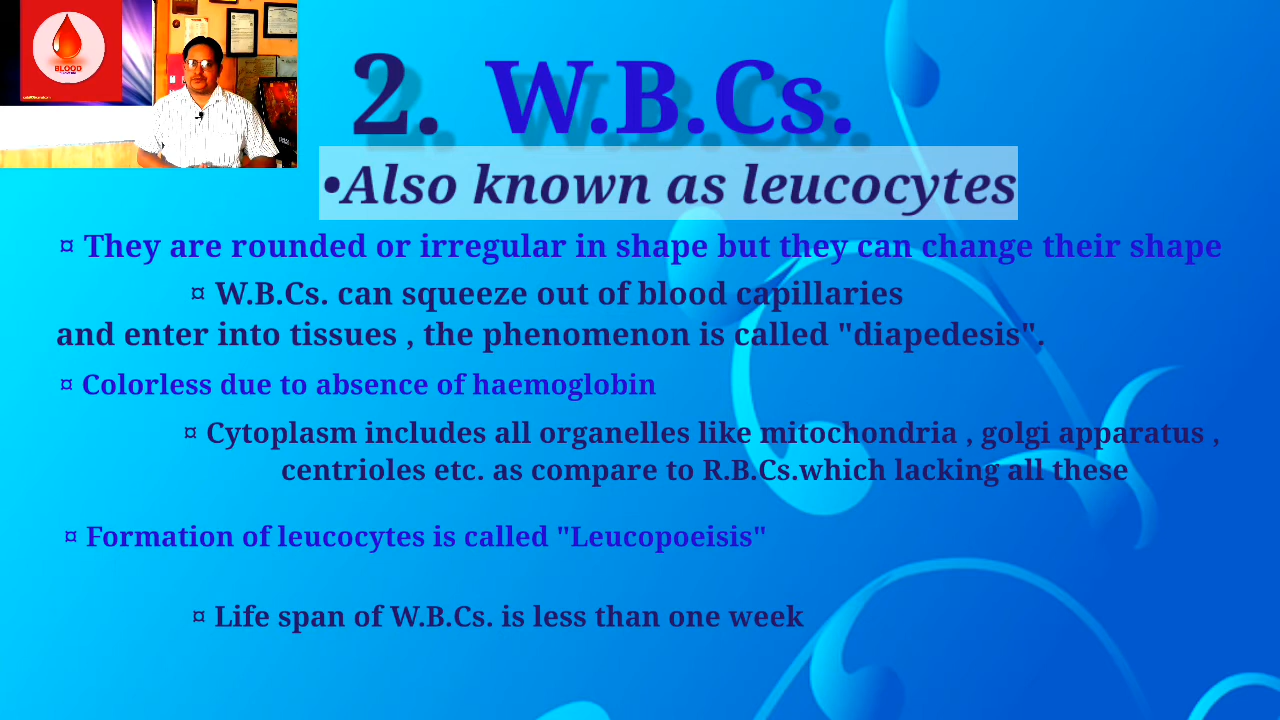 BLOOD
2. W.B.Cs.
•Also known as leucocytes
¤ They are rounded or irregular in shape but they can change their shape
¤ W.B.Cs. can squeeze out of blood capillaries
and enter into tissues , the phenomenon is called "diapedesis".
¤ Colorless due to absence of haemoglobin
¤ Cytoplasm includes all organelles like mitochondria , golgi apparatus ,
centrioles etc. as compare to R.B.Cs.which lacking all these
¤ Formation of leucocytes is called "Leucopoeisis"
¤ Life span of W.B.Cs. is less than one week